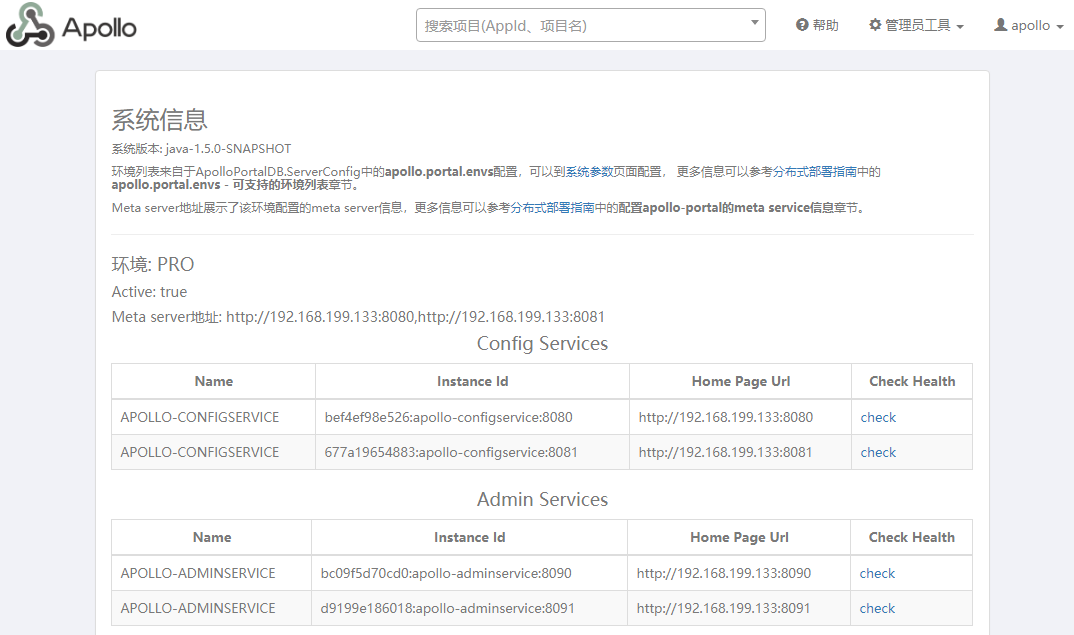 Apollo
搜索项目(AppId、项目名)
帮助
管理员工具
apollo
系统信息
系统版本: java-1.5.0-SNAPSHOT
环境列表来自于ApolloPortalDB.ServerConfig中的apollo.portal.envs配置，可以到系统参数页面配置， 更多信息可以参考分布式部署指南中的
apollo.portal.envs - 可支持的环境列表章节。
Meta server地址展示了该环境配置的meta server信息，更多信息可以参考分布式部署指南中的配置apollo-portal的meta service信息章节。
环境: PRO
Active: true
Meta server地址: http://192.168.199.133:8080,http://192.168.199.133:8081
Config Services
Name Instance Id Home Page Url Check Health
APOLLO-CONFIGSERVICE bef4ef98e526:apollo-configservice:8080 http://192.168.199.133:8080 check
APOLLO-CONFIGSERVICE 677a19654883:apollo-configservice:8081 http://192.168.199.133:8081 check
Admin Services
Name Instance Id Home Page Url Check Health
APOLLO-ADMINSERVICE bc09f5d70cd0:apollo-adminservice:8090 http://192.168.199.133:8090 check
APOLLO-ADMINSERVICE d9199e186018:apollo-adminservice:8091 http://192.168.199.133:8091 check